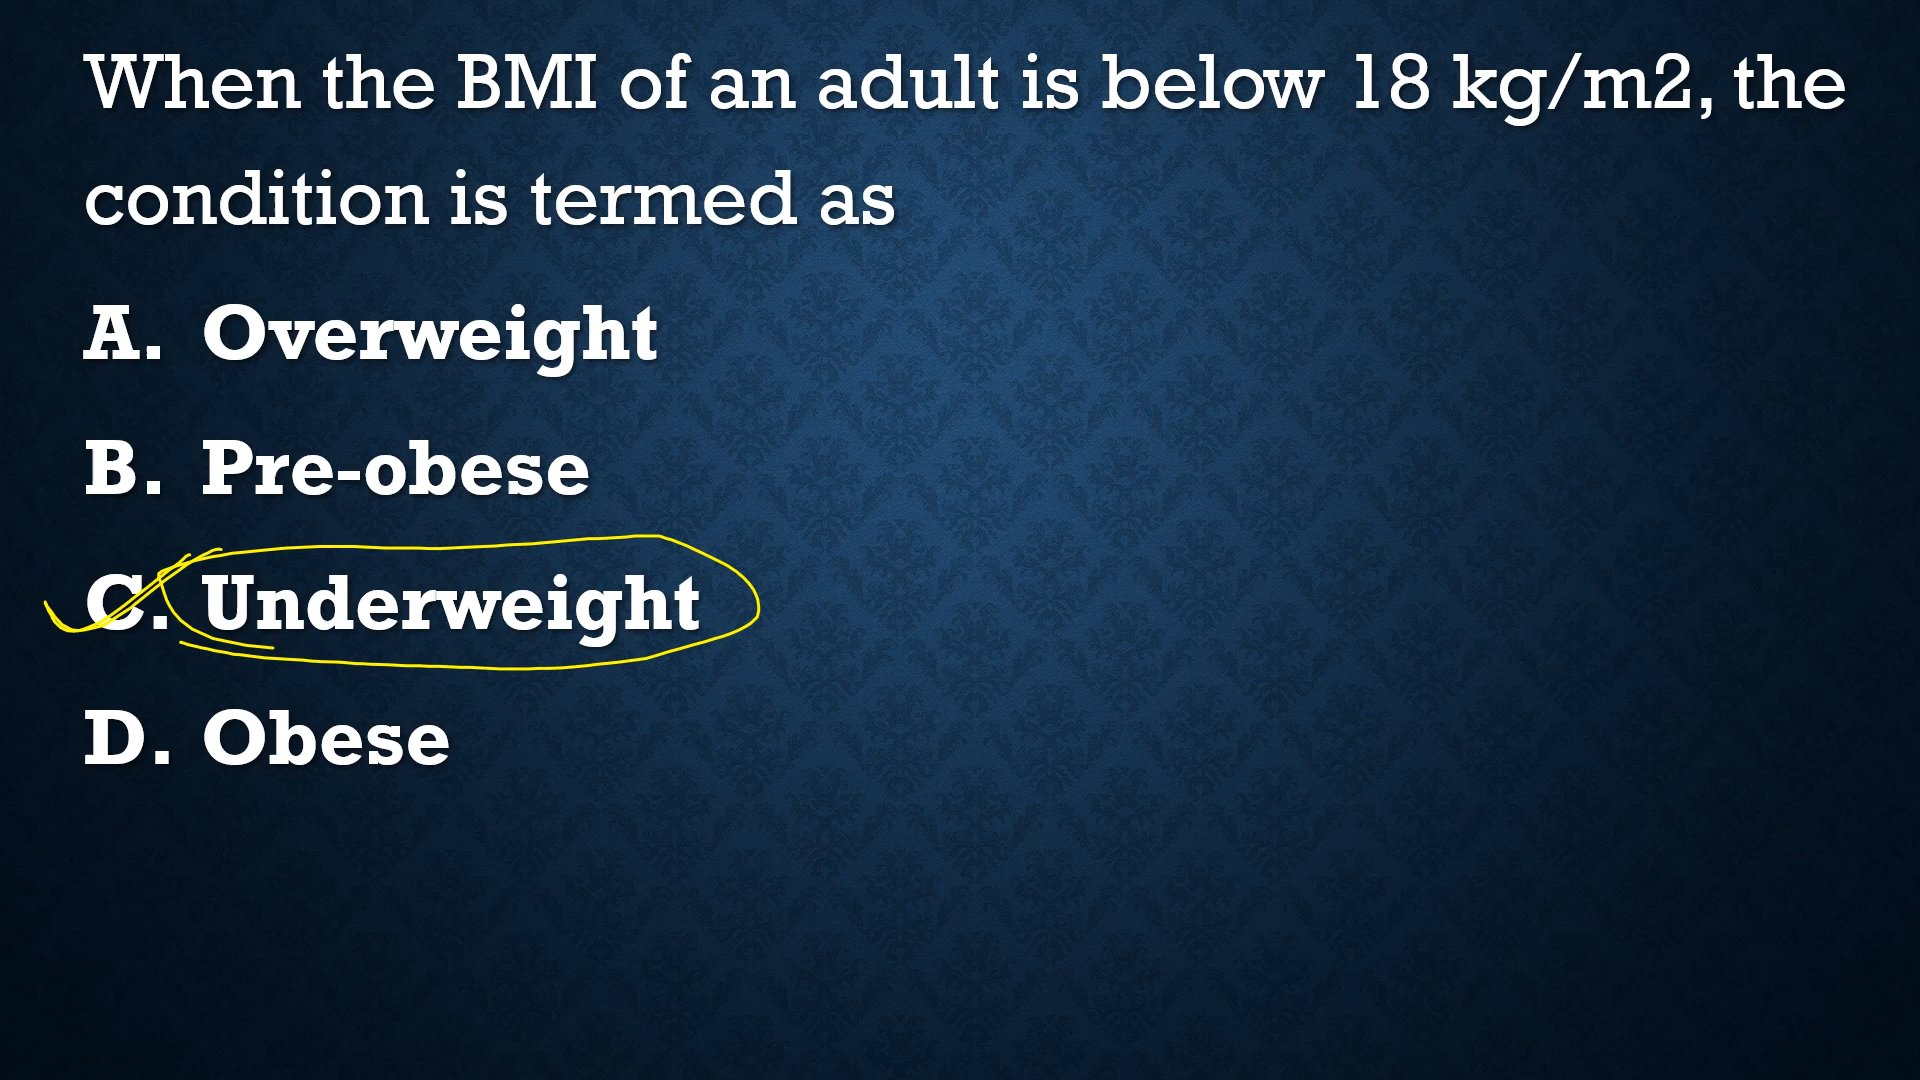 When the BMI of an adult is below 18 kg/m2, the
condition is termed as
A. Overweight
B. Pre-obese
C. Underweight
D. Obese